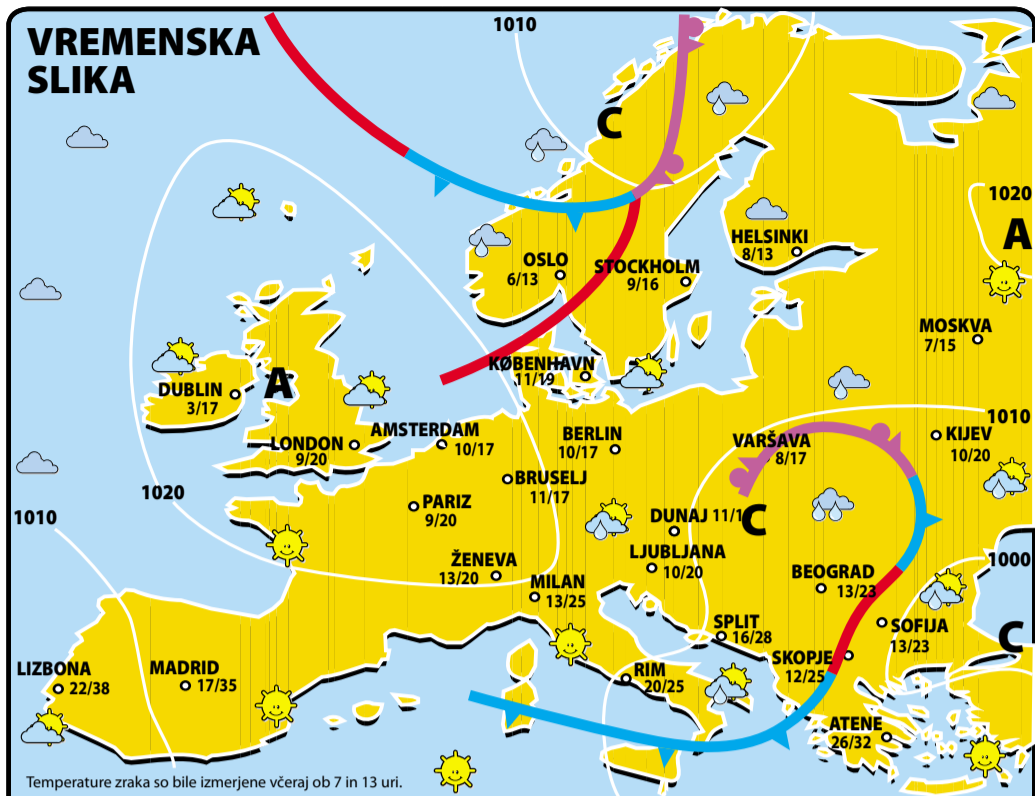 VREMENSKA
SLIKA
1010
C
1020
A
HELSINKI
8/13
OSLO
6/13
STOCKHOLM
9/16
MOSKVA
7/15
KØBENHAVN
11/19
DUBLIN
3/17
A
1010
AMSTERDAM
10/17
LONDON
9/20
BERLIN
10/17
VARŠAVA
8/17
KIJEV
10/20
BRUSELJ
11/17
1020
PARIZ
9/20
1010
DUNAJ
C
LJUBLJANA
10/20
ŽENEVA
13/20
1000
MILAN
13/25
BEOGRAD
13/23
SPLIT
16/28
SOFIJA
13/23
C
SKOPJE
12/25
LIZBONA
22/38
MADRID
17/35
RIM
20/25
ATENE
26/32
Temperature zraka so bile izmerjene včeraj ob 7 in 13 uri.